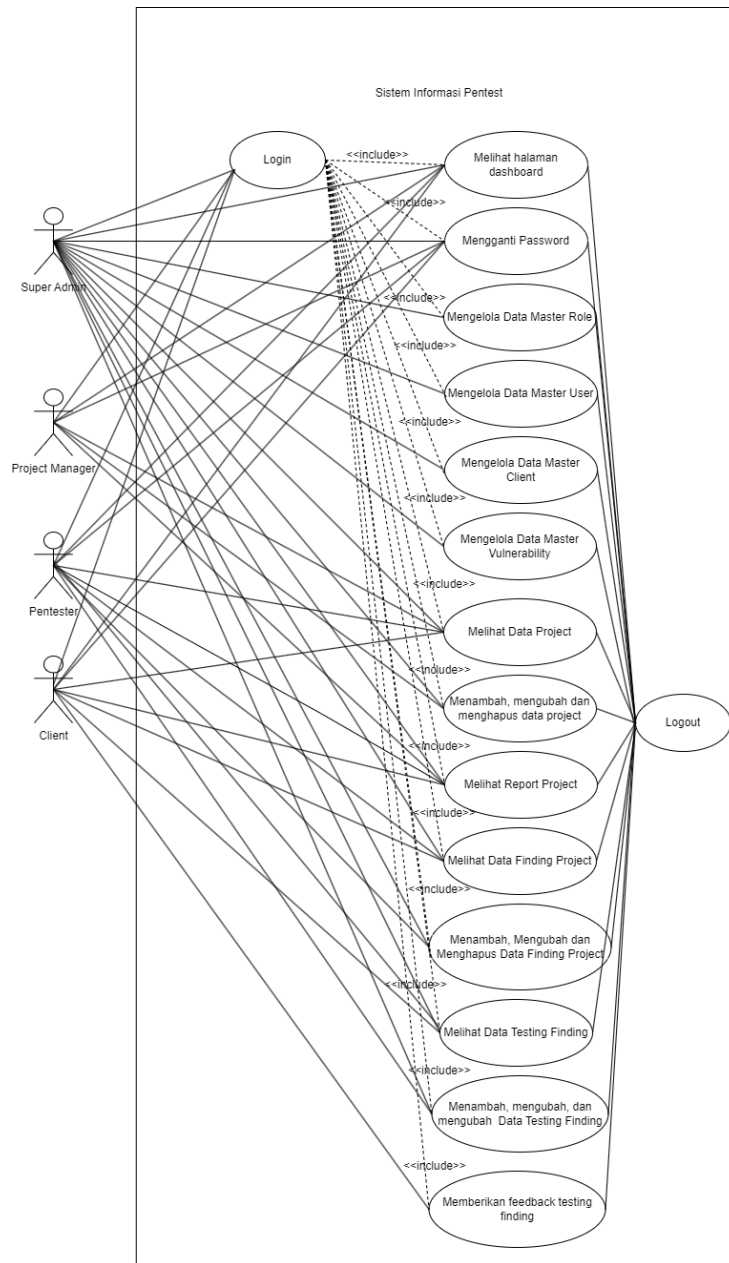 Sistem Informasi Pentest
Login
<<include>>
Melihat halaman
dashboard
<<include>>
Super Admin
Mengganti Password
<<include>>
Mengelola Data Master Role
<<include>>
Mengelola Data Master User
Project Manager
<<include>>
Mengelola Data Master
Client
<<include>>
Mengelola Data Master
Vulnerability
Pentester
<<include>>
Melihat Data Project
Client
<<include>>
Menambah, mengubah dan
menghapus data project
Logout
<<include>>
Melihat Report Project
<<include>>
Melihat Data Finding Project
<<include>>
Menambah, Mengubah dan
Menghapus Data Finding Project
<<include>>
Melihat Data Testing Finding
<<include>>
Menambah, mengubah, dan
mengubah Data Testing Finding
<<include>>
Memberikan feedback testing
finding